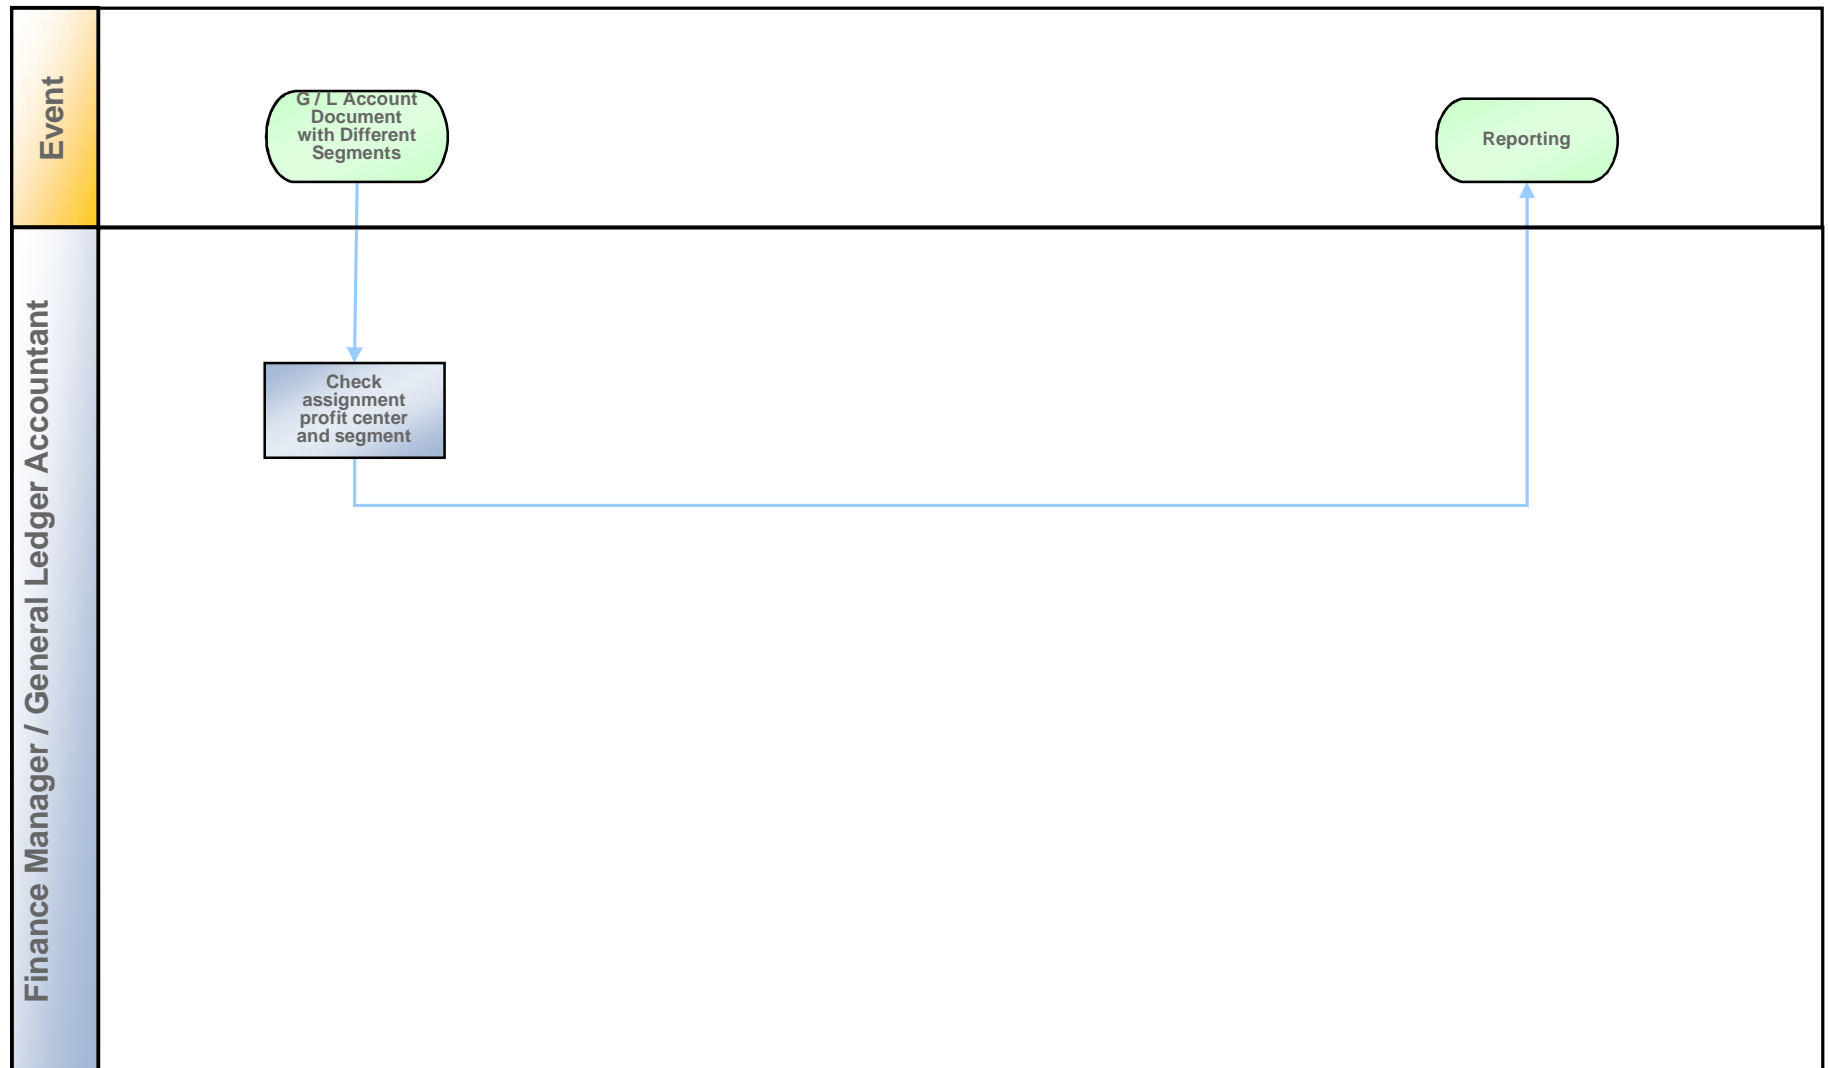 Event
G / L Account
Document
with Different
Segments
Reporting
Finance Manager / General Ledger Accountant
Check
assignment
profit center
and segment